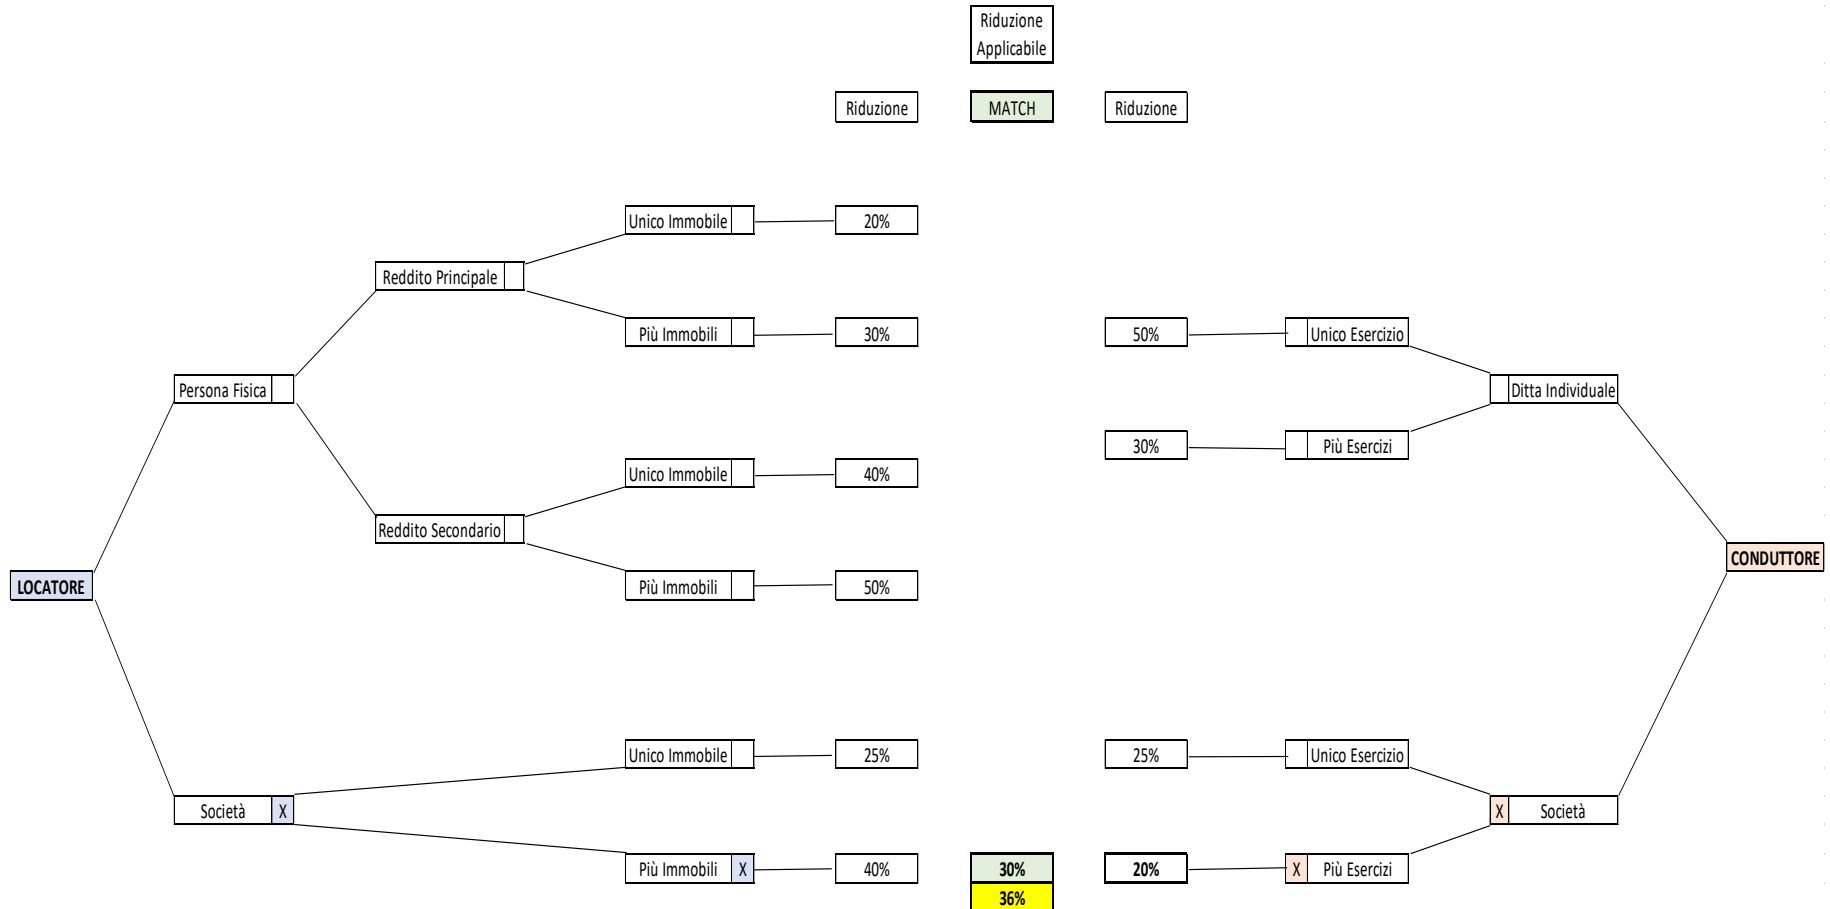 Riduzione
Applicabile
Riduzione MATCH Riduzione
Unico Immobile 20%
Reddito Principale
Più Immobili 30% 50% Unico Esercizio
Persona Fisica Ditta Individuale
30% Più Esercizi
Unico Immobile 40%
Reddito Secondario
CONDUTTORE
LOCATORE Più Immobili 50%
Unico Immobile 25% 25% Unico Esercizio
Società X X Società
Più Immobili X 40% 30% 20% X Più Esercizi
36%